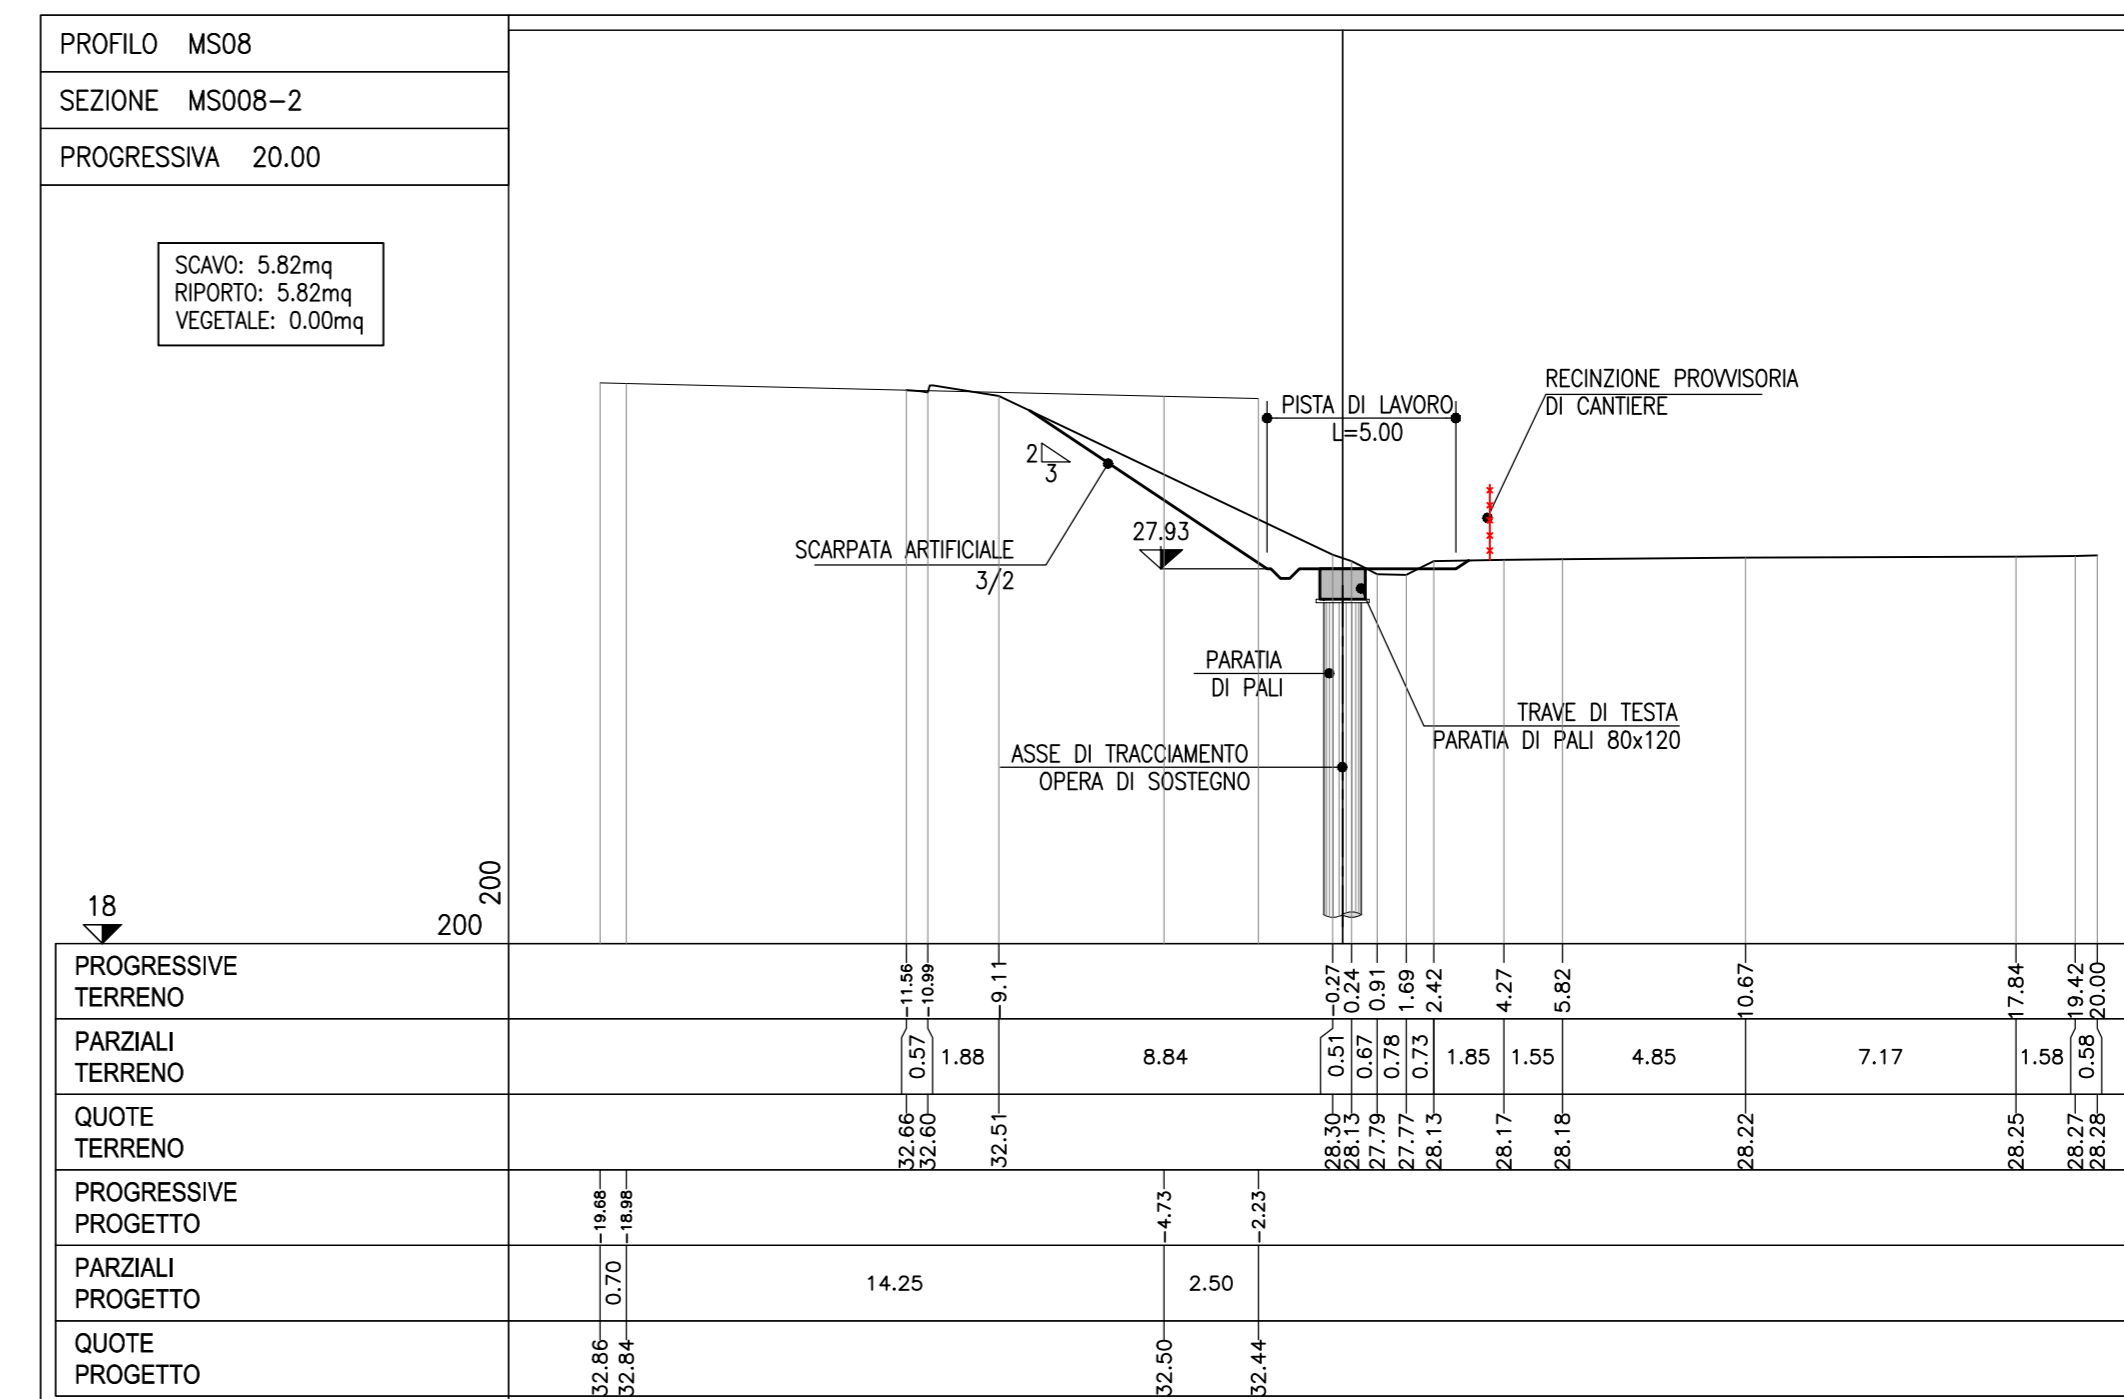 PROFILO MS08
SEZIONE MS008-2
PROGRESSIVA 20.00
SCAVO: 5.82mq
RIPORTO: 5.82mq
VEGETALE: 0.00mq
RECINZIONE PROVVISORIA
DI CANTIERE
PISTA DI LAVORO
L=5.00
2
3
27.93
SCARPATA ARTIFICIALE
3/2
PARATIA
DI PALI
TRAVE DI TESTA
PARATIA DI PALI 80x120
ASSE DI TRACCIAMENTO
OPERA DI SOSTEGNO
18
200
200
PROGRESSIVE
TERRENO
-11.56 -10.99 -9.11 -0.27 0.24 0.91 1.69 2.42 4.27 5.82 10.67 17.84 19.42 20.00
PARZIALI
TERRENO
0.57 1.88 8.84 0.51 0.67 0.78 0.73 1.85 1.55 4.85 7.17 1.58 0.58
QUOTE
TERRENO
32.66 32.60 32.51 28.30 28.13 27.79 27.77 28.13 28.17 28.18 28.22 28.25 28.27 28.28
PROGRESSIVE
PROGETTO
-19.68 -18.98 -4.73 -2.23
PARZIALI
PROGETTO
0.70 14.25 2.50
QUOTE
PROGETTO
32.86 32.84 32.50 32.44